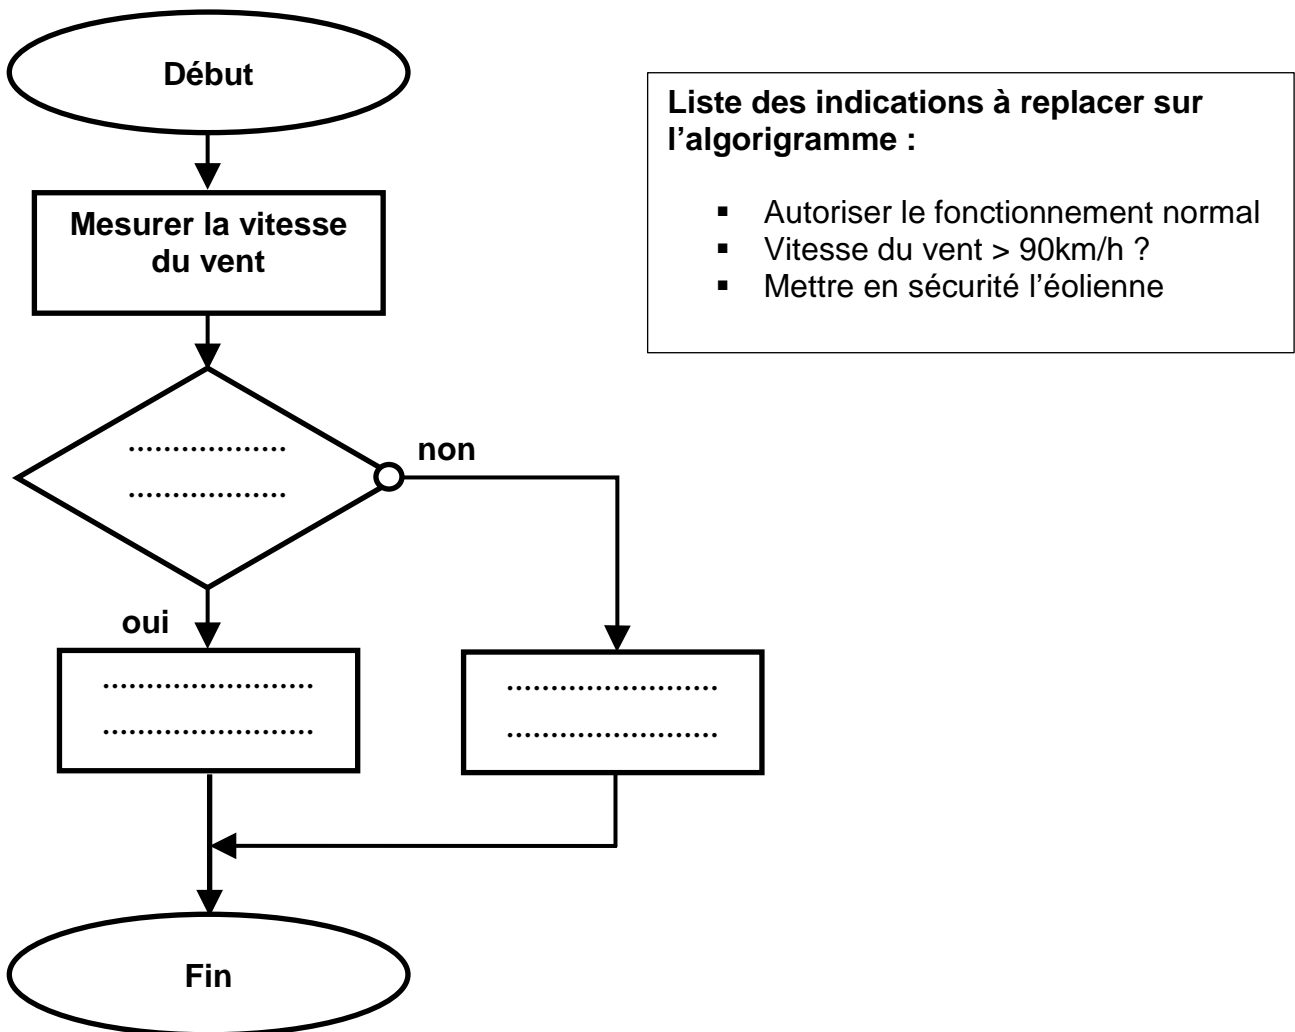 Début
Mesurer la vitesse
du vent
..................
..................
non
oui
........................
........................
........................
........................
Fin
Liste des indications à replacer sur
l’algorigramme :
▪ Autoriser le fonctionnement normal
▪ Vitesse du vent > 90km/h ?
▪ Mettre en sécurité l’éolienne